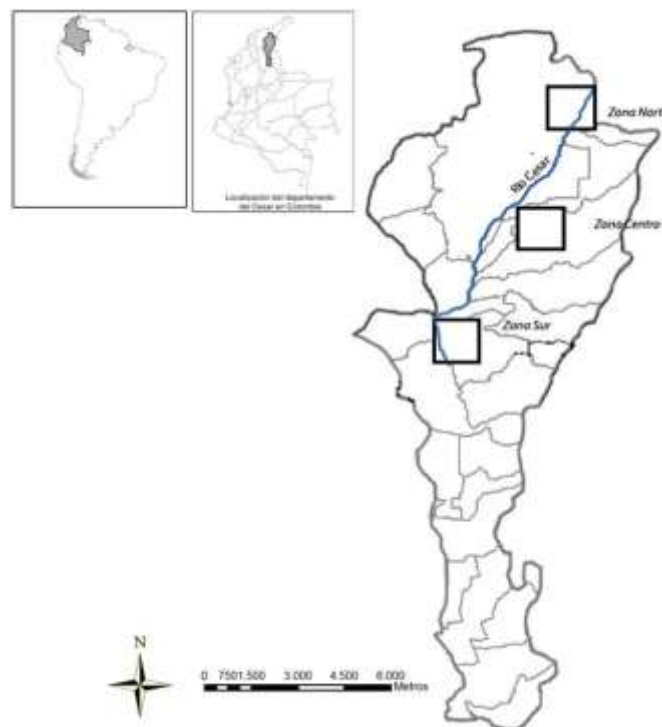 Localización del departamento
del Cesar en Colombia
Zona Nort
Río Cesar
Zona Centro
Zona Sur
N
0 7501.500 3.000 4.500 6.000
Metros